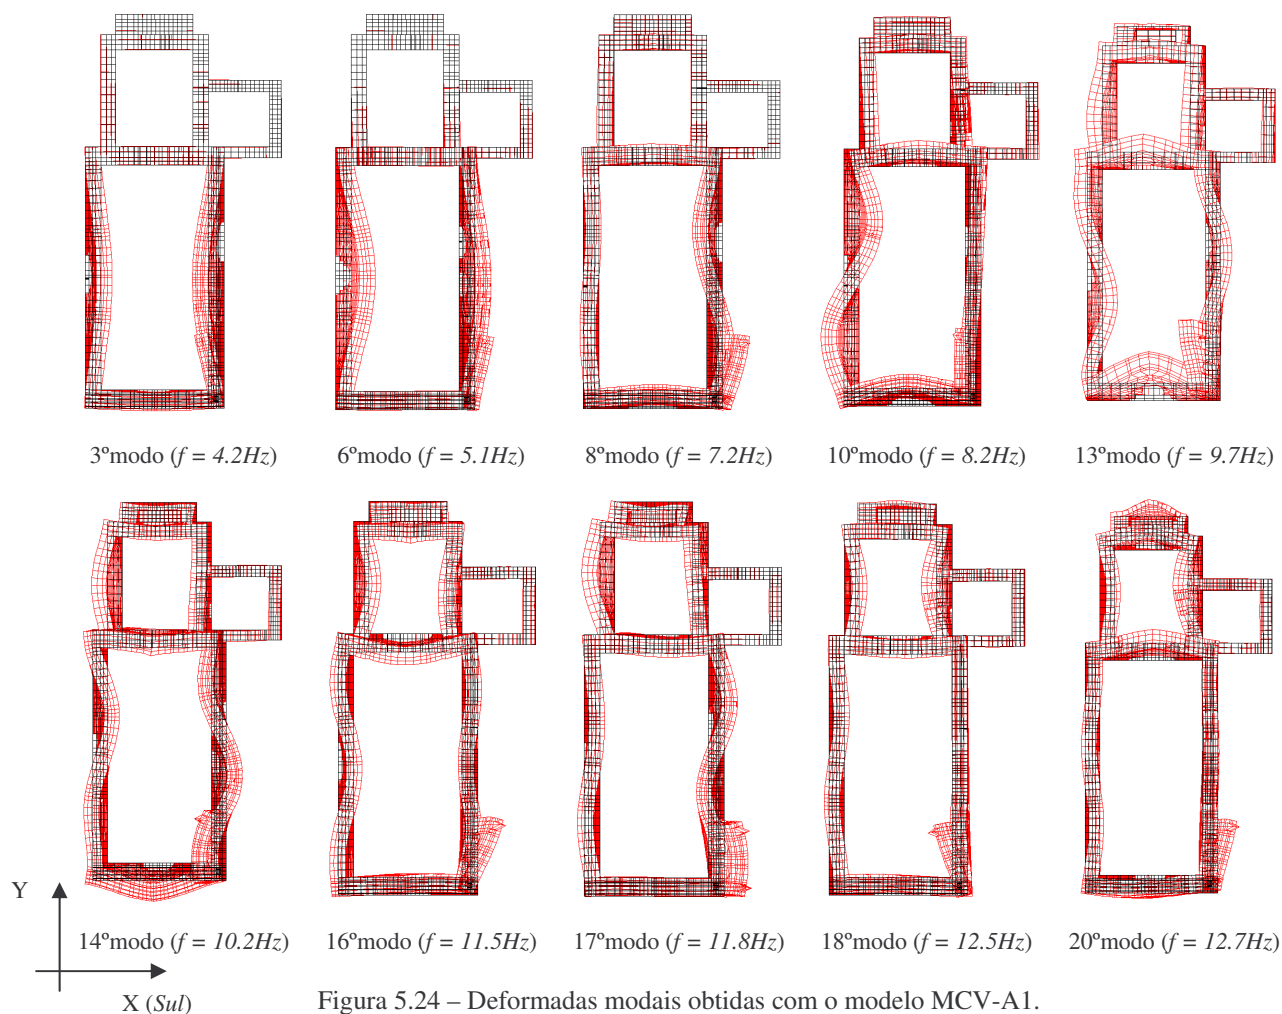 3ºmodo (f = 4.2Hz) 6ºmodo (f = 5.1Hz) 8ºmodo (f = 7.2Hz) 10ºmodo (f = 8.2Hz) 13ºmodo (f = 9.7Hz)
Y
14ºmodo (f = 10.2Hz) 16ºmodo (f = 11.5Hz) 17ºmodo (f = 11.8Hz) 18ºmodo (f = 12.5Hz) 20ºmodo (f = 12.7Hz)
X (Sul)
Figura 5.24 – Deformadas modais obtidas com o modelo MCV-A1.